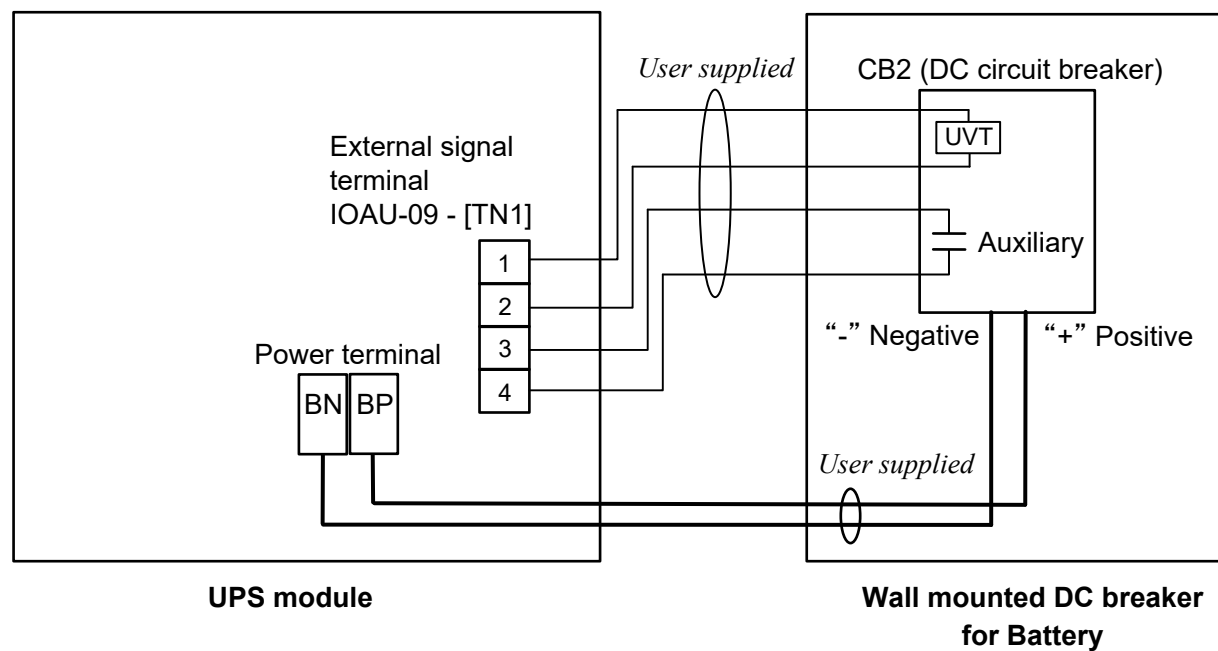 User supplied
CB2 (DC circuit breaker)
UVT
External signal
terminal
IOAU-09 - [TN1]
1
2
3
4
Auxiliary
“-” Negative
“+” Positive
Power terminal
BN
BP
User supplied
UPS module
Wall mounted DC breaker
for Battery